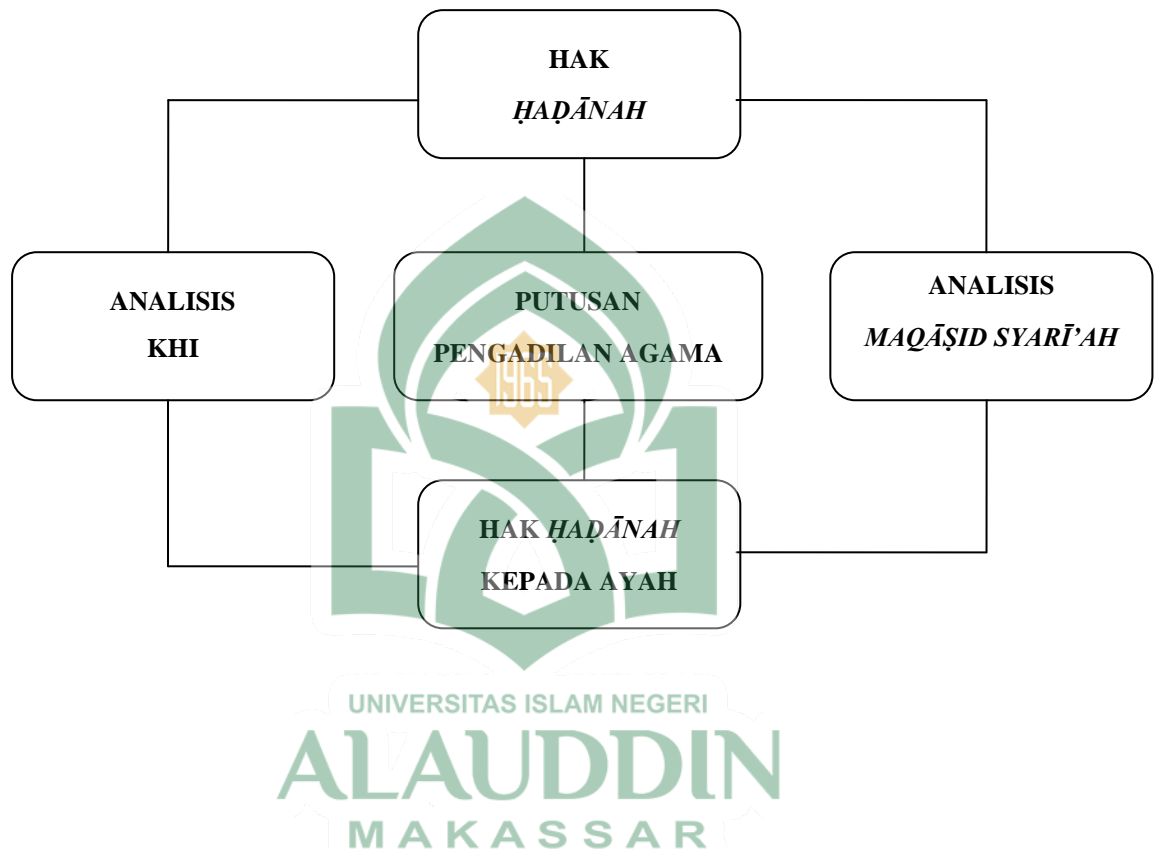 HAK
ḤAḌĀNAH
ANALISIS
KHI
PUTUSAN
PENGADILAN AGAMA
ANALISIS
MAQĀṢID SYARĪ'AH
1965
HAK ḤAḌĀNAH
KEPADA AYAH
UNIVERSITAS ISLAM NEGERI
ALAUDDIN
MAKASSAR